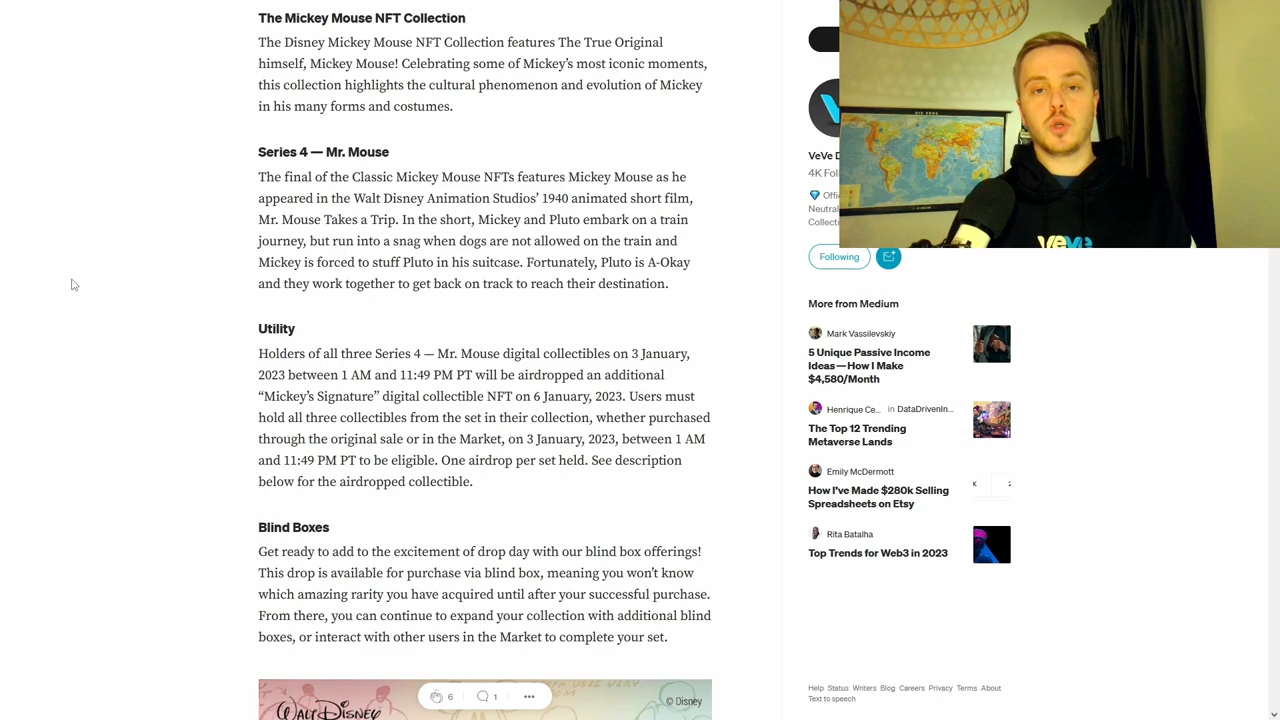 The Mickey Mouse NFT Collection
The Disney Mickey Mouse NFT Collection features The True Original
himself, Mickey Mouse! Celebrating some of Mickey’s most iconic moments,
this collection highlights the cultural phenomenon and evolution of Mickey
in his many forms and costumes.
Series 4 — Mr. Mouse
The final of the Classic Mickey Mouse NFTs features Mickey Mouse as he
appeared in the Walt Disney Animation Studios’ 1940 animated short film,
Mr. Mouse Takes a Trip. In the short, Mickey and Pluto embark on a train
journey, but run into a snag when dogs are not allowed on the train and
Mickey is forced to stuff Pluto in his suitcase. Fortunately, Pluto is A-Okay
and they work together to get back on track to reach their destination.
Utility
Holders of all three Series 4 — Mr. Mouse digital collectibles on 3 January,
2023 between 1 AM and 11:49 PM PT will be airdropped an additional
“Mickey’s Signature” digital collectible NFT on 6 January, 2023. Users must
hold all three collectibles from the set in their collection, whether purchased
through the original sale or in the Market, on 3 January, 2023, between 1 AM
and 11:49 PM PT to be eligible. One airdrop per set held. See description
below for the airdropped collectible.
Blind Boxes
Get ready to add to the excitement of drop day with our blind box offerings!
This drop is available for purchase via blind box, meaning you won’t know
which amazing rarity you have acquired until after your successful purchase.
From there, you can continue to expand your collection with additional blind
boxes, or interact with other users in the Market to complete your set.
6 1
WALT DISNEY
© Disney
VeVe D
4K Fol
Offi
Neutral
Collecti
VEVE
Following
More from Medium
Mark Vassilevskiy
5 Unique Passive Income
Ideas — How I Make
$4,580/Month
Henrique Ce... in DataDrivenIn...
The Top 12 Trending
Metaverse Lands
Emily McDermott
How I've Made $280k Selling
Spreadsheets on Etsy
Rita Batalha
Top Trends for Web3 in 2023
Help Status Writers Blog Careers Privacy Terms About
Text to speech